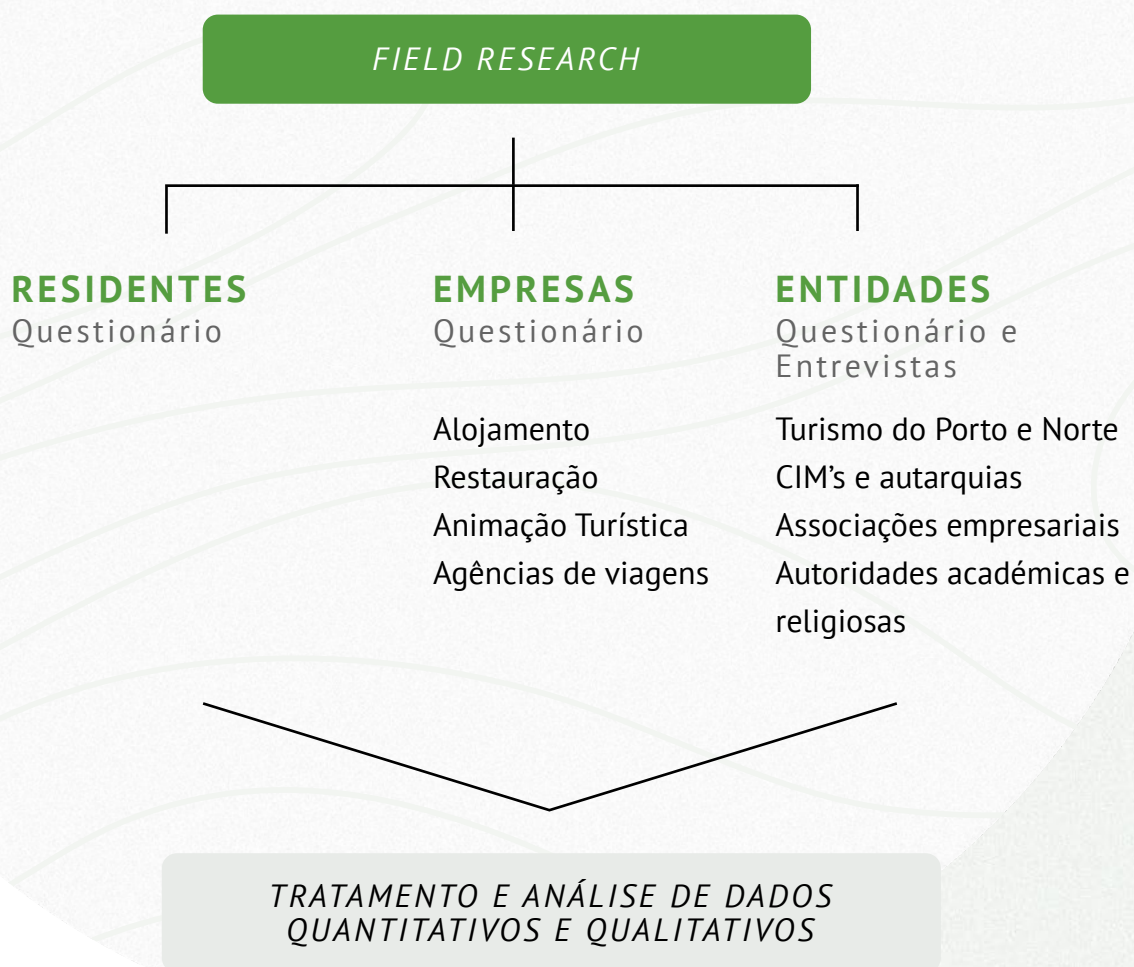 FIELD RESEARCH
RESIDENTES
Questionário
EMPRESAS
Questionário
Alojamento
Restauração
Animação Turística
Agências de viagens
ENTIDADES
Questionário e
Entrevistas
Turismo do Porto e Norte
CIM’s e autarquias
Associações empresariais
Autoridades académicas e
religiosas
TRATAMENTO E ANÁLISE DE DADOS
QUANTITATIVOS E QUALITATIVOS